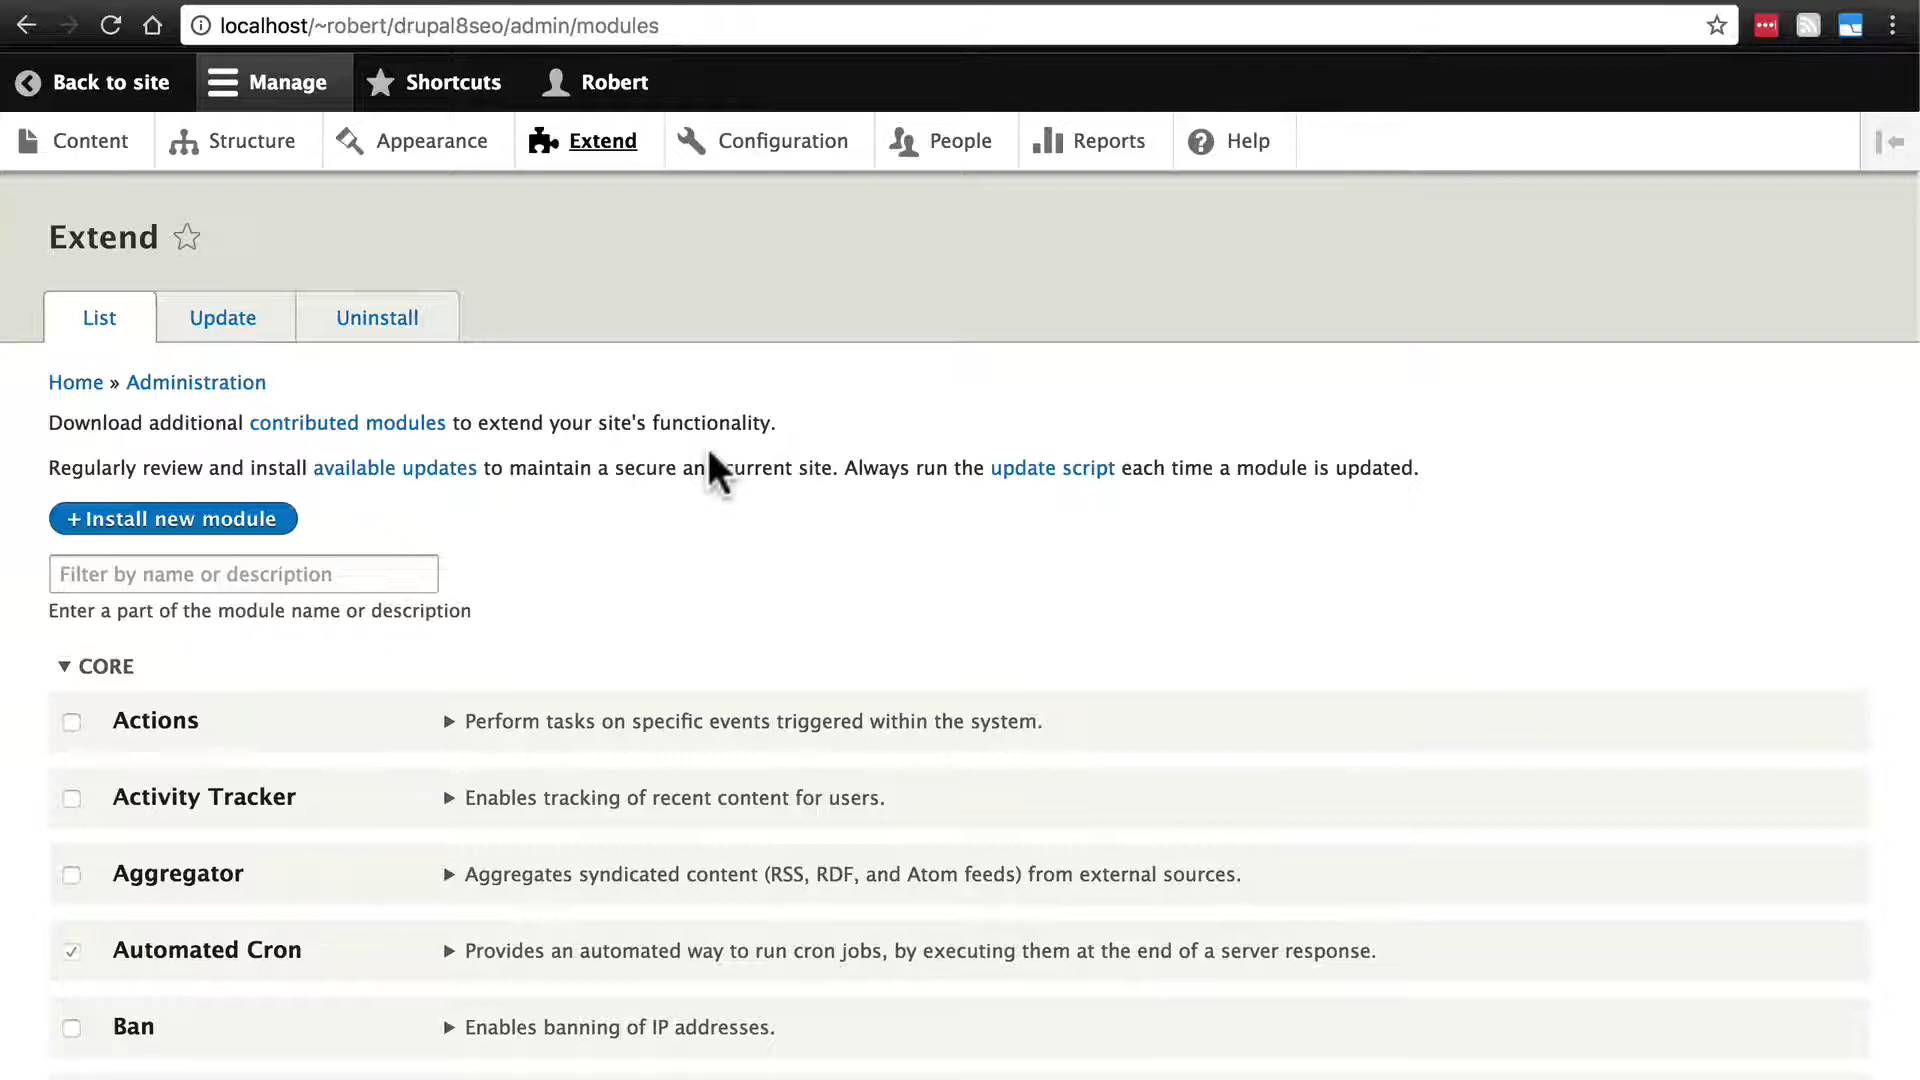 localhost/~robert/drupal8seo/admin/modules
Back to site Manage Shortcuts Robert
Content Structure Appearance Extend Configuration People Reports Help
Extend
List Update Uninstall
Home » Administration
Download additional contributed modules to extend your site's functionality.
Regularly review and install available updates to maintain a secure an current site. Always run the update script each time a module is updated.
+ Install new module
Filter by name or description
Enter a part of the module name or description
▼ CORE
Actions ► Perform tasks on specific events triggered within the system.
Activity Tracker ► Enables tracking of recent content for users.
Aggregator ► Aggregates syndicated content (RSS, RDF, and Atom feeds) from external sources.
Automated Cron ► Provides an automated way to run cron jobs, by executing them at the end of a server response.
Ban ► Enables banning of IP addresses.